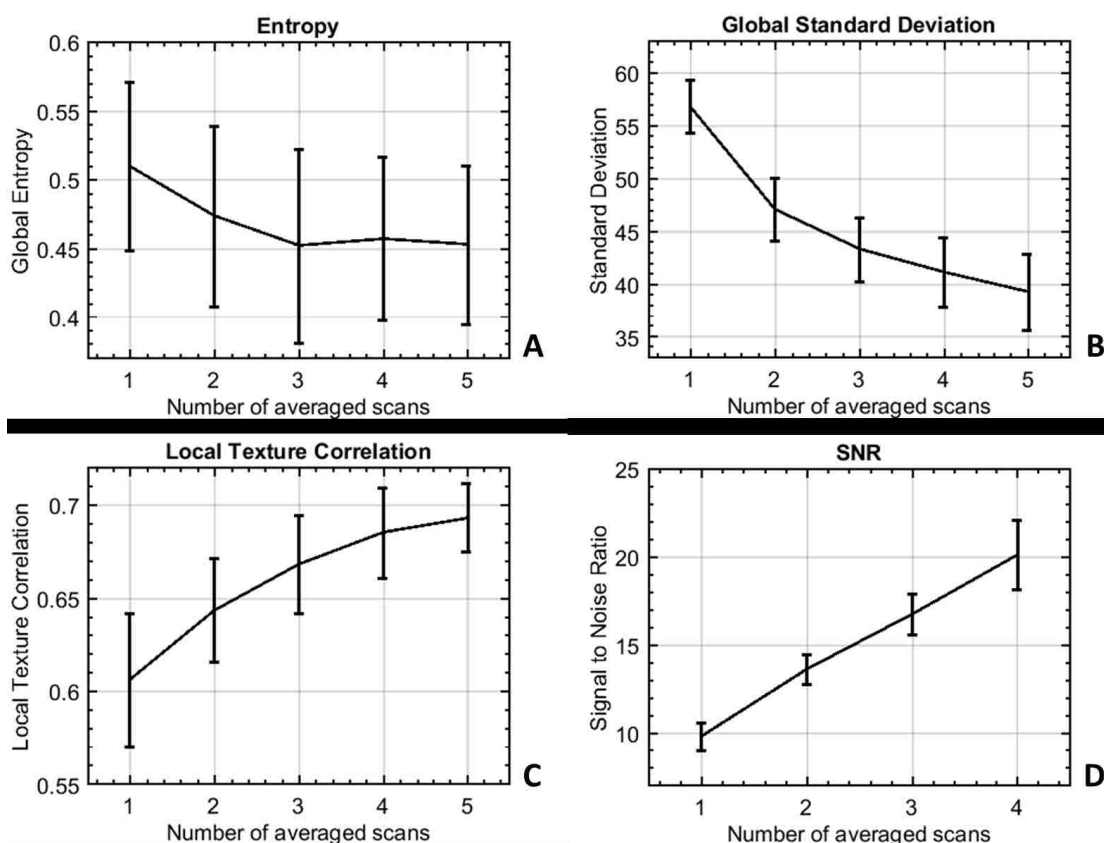 Entropy
0.6
0.55
0.5
0.45
0.4
Global Entropy
1 2 3 4 5
Number of averaged scans
A
Global Standard Deviation
60
55
50
45
40
35
Standard Deviation
1 2 3 4 5
Number of averaged scans
B
Local Texture Correlation
0.7
0.65
0.6
0.55
Local Texture Correlation
1 2 3 4 5
Number of averaged scans
C
SNR
25
20
15
10
Signal to Noise Ratio
1 2 3 4
Number of averaged scans
D